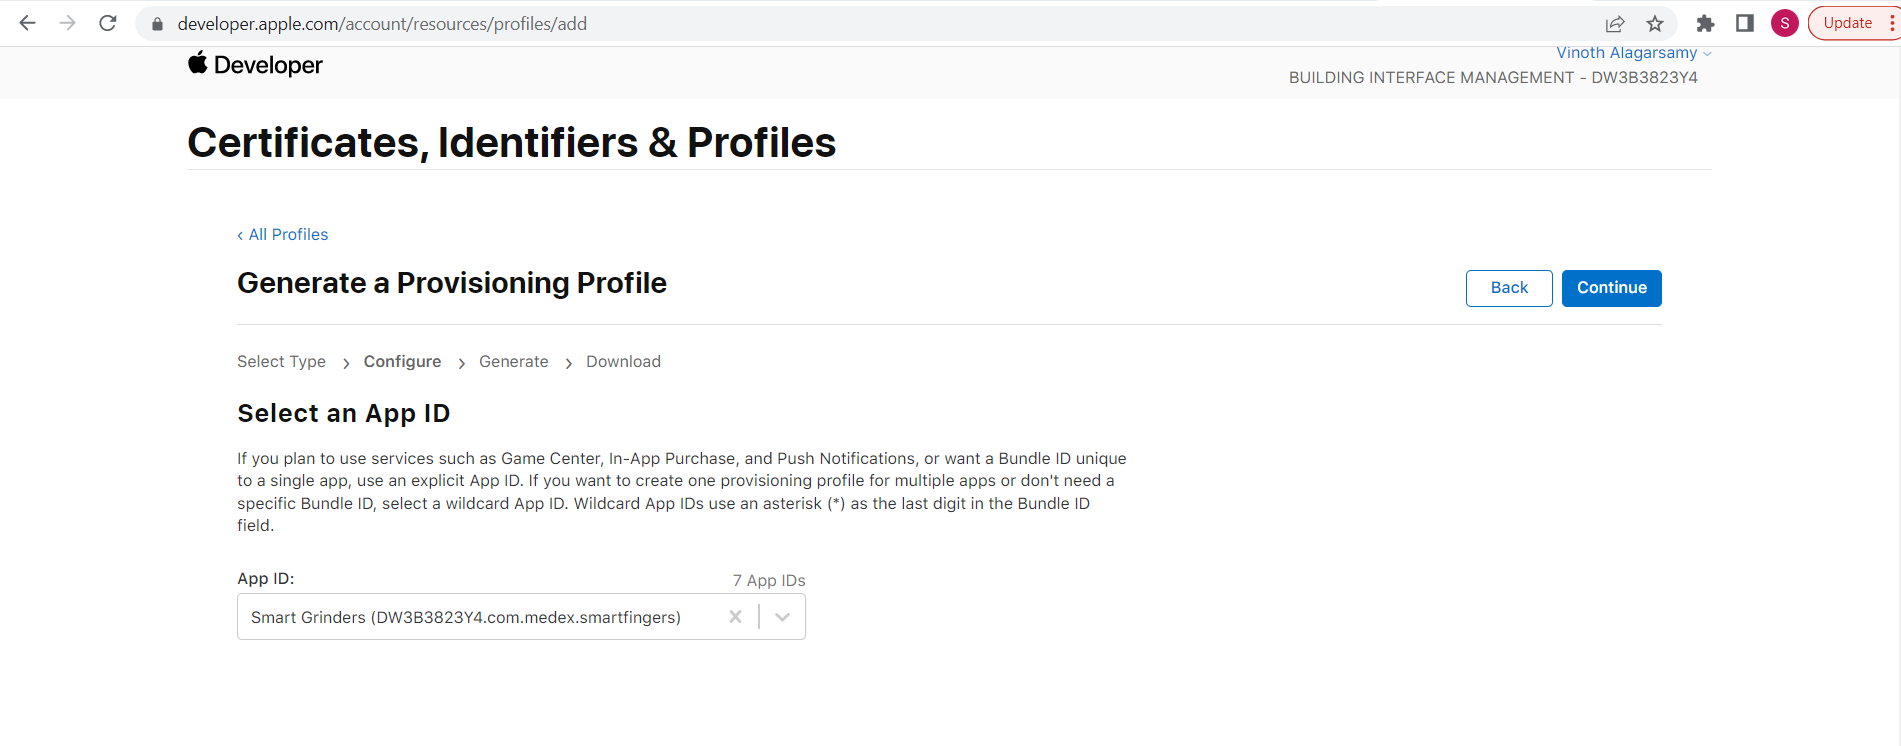 developer.apple.com/account/resources/profiles/add
S
Update
Developer
Vinoth Alagarsamy
BUILDING INTERFACE MANAGEMENT - DW3B3823Y4
Certificates, Identifiers & Profiles
‹ All Profiles
Generate a Provisioning Profile
Back
Continue
Select Type › Configure › Generate › Download
Select an App ID
If you plan to use services such as Game Center, In-App Purchase, and Push Notifications, or want a Bundle ID unique
to a single app, use an explicit App ID. If you want to create one provisioning profile for multiple apps or don't need a
specific Bundle ID, select a wildcard App ID. Wildcard App IDs use an asterisk (*) as the last digit in the Bundle ID
field.
App ID:
7 App IDs
Smart Grinders (DW3B3823Y4.com.medex.smartfingers)